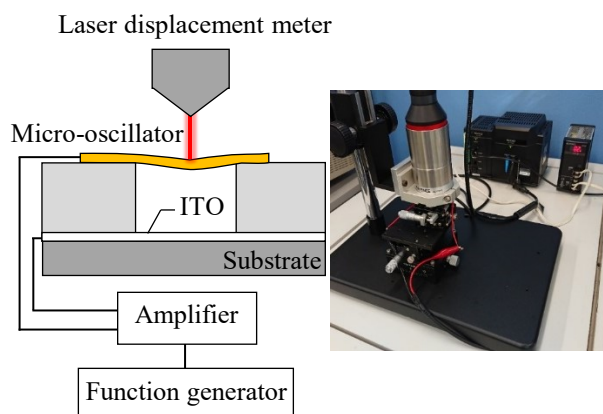 Laser displacement meter
Micro-oscillator
ITO
Substrate
Amplifier
Function generator